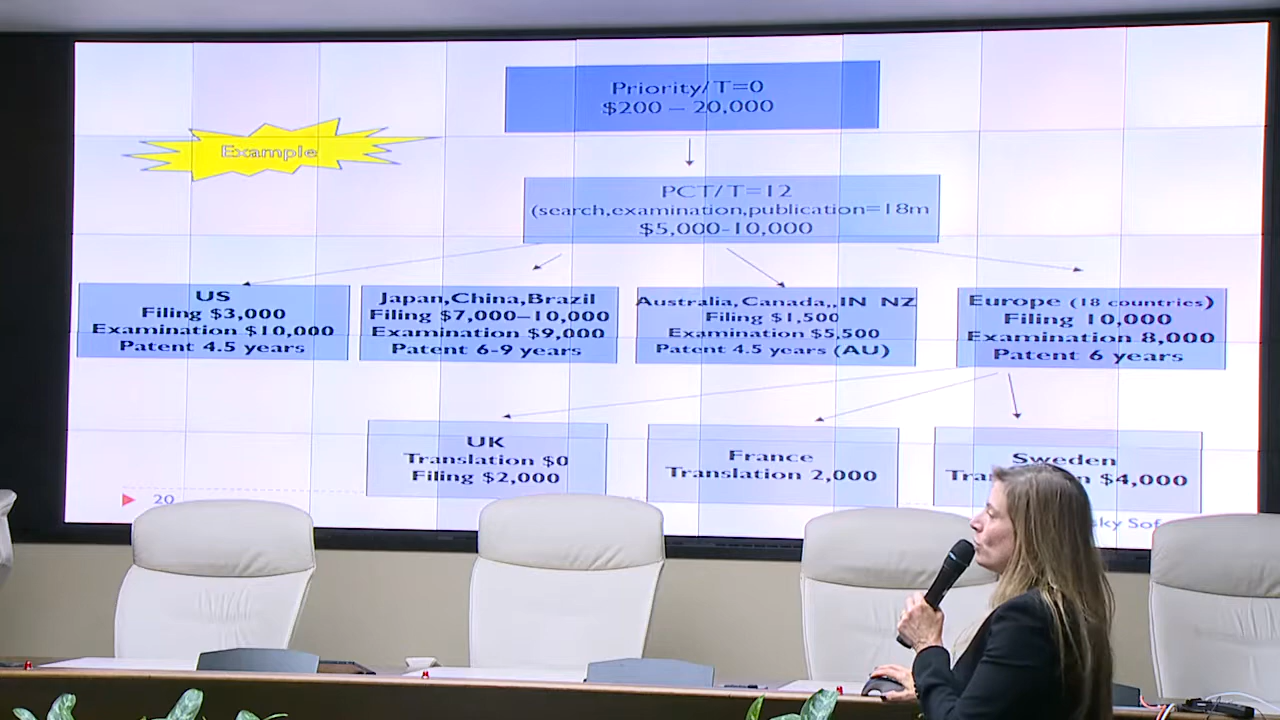 Priority/T=0
$200 – 20,000
Example
PCT/T=12
(search,examination,publication=18m
$5,000-10,000
US
Filing $3,000
Examination $10,000
Patent 4.5 years
Japan,China,Brazil
Filing $7,000–10,000
Examination $9,000
Patent 6-9 years
Australia,Canada,,IN NZ
Filing $1,500
Examination $5,500
Patent 4.5 years (AU)
Europe (18 countries)
Filing 10,000
Examination 8,000
Patent 6 years
UK
Translation $0
Filing $2,000
France
Translation 2,000
Sweden
$4,000
20